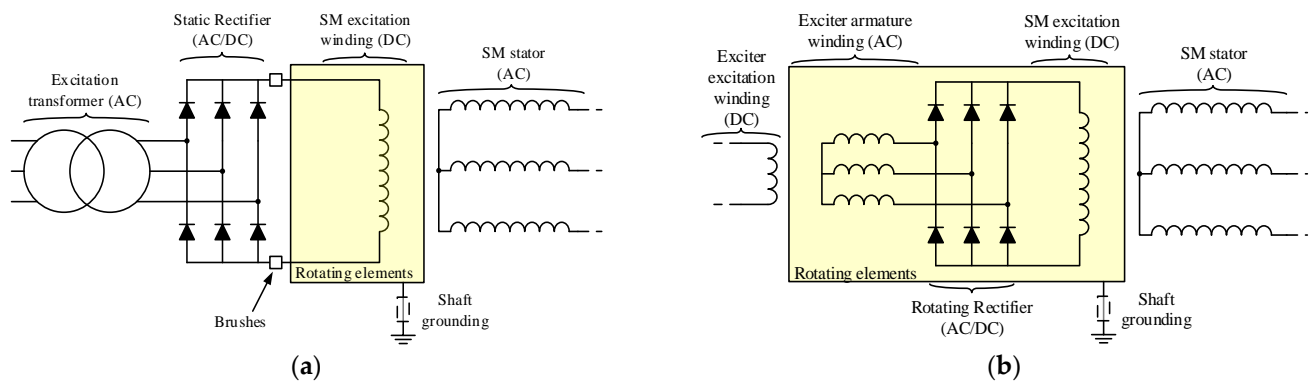 Static Rectifier
(AC/DC)
SM excitation
winding (DC)
Excitation
transformer (AC)
SM stator
(AC)
Rotating elements
Brushes
Shaft
grounding
(a)
Exciter armature
winding (AC)
SM excitation
winding (DC)
Exciter
excitation
winding
(DC)
SM stator
(AC)
Rotating elements
Rotating Rectifier
(AC/DC)
Shaft
grounding
(b)